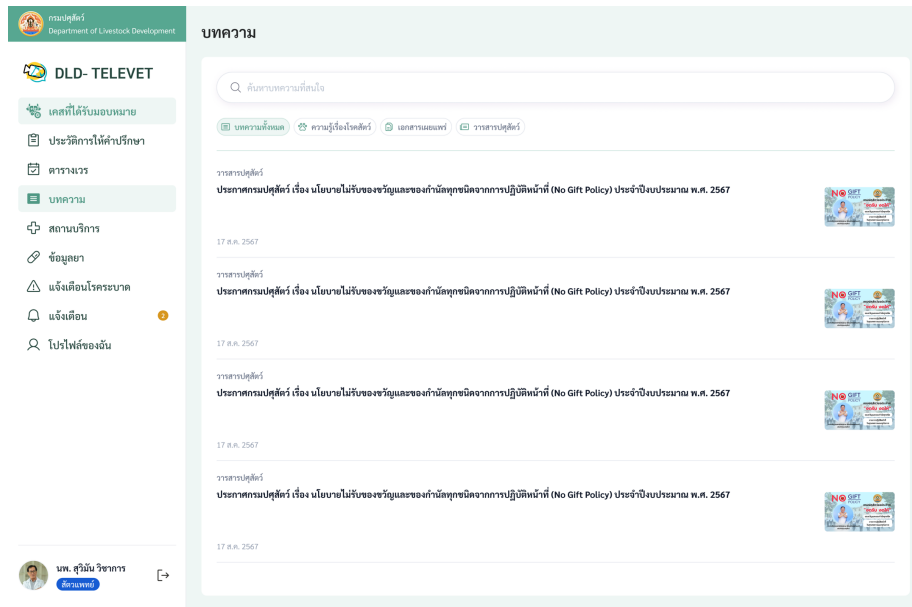 กรมปศุสัตว์
Department of Livestock Development
DLD- TELEVET
เคสที่ได้รับมอบหมาย
ประวัติการให้คำปรึกษา
ตารางเวร
บทความ
สถานบริการ
ข้อมูลยา
แจ้งเตือนโรคระบาด
แจ้งเตือน 2
โปรไฟล์ของฉัน
นพ. สุวิมัน วิชาการ
สัตวแพทย์
บทความ
ค้นหาบทความที่สนใจ
บทความทั้งหมด ความรู้เรื่องโรคสัตว์ เอกสารเผยแพร่ วารสารปศุสัตว์
วารสารปศุสัตว์
ประกาศกรมปศุสัตว์ เรื่อง นโยบายไม่รับของขวัญและของกำนัลทุกชนิดจากการปฏิบัติหน้าที่ (No Gift Policy) ประจำปีงบประมาณ พ.ศ. 2567
NO GIFT POLICY
17 ส.ค. 2567
วารสารปศุสัตว์
ประกาศกรมปศุสัตว์ เรื่อง นโยบายไม่รับของขวัญและของกำนัลทุกชนิดจากการปฏิบัติหน้าที่ (No Gift Policy) ประจำปีงบประมาณ พ.ศ. 2567
NO GIFT POLICY
17 ส.ค. 2567
วารสารปศุสัตว์
ประกาศกรมปศุสัตว์ เรื่อง นโยบายไม่รับของขวัญและของกำนัลทุกชนิดจากการปฏิบัติหน้าที่ (No Gift Policy) ประจำปีงบประมาณ พ.ศ. 2567
NO GIFT POLICY
17 ส.ค. 2567
วารสารปศุสัตว์
ประกาศกรมปศุสัตว์ เรื่อง นโยบายไม่รับของขวัญและของกำนัลทุกชนิดจากการปฏิบัติหน้าที่ (No Gift Policy) ประจำปีงบประมาณ พ.ศ. 2567
NO GIFT POLICY
17 ส.ค. 2567